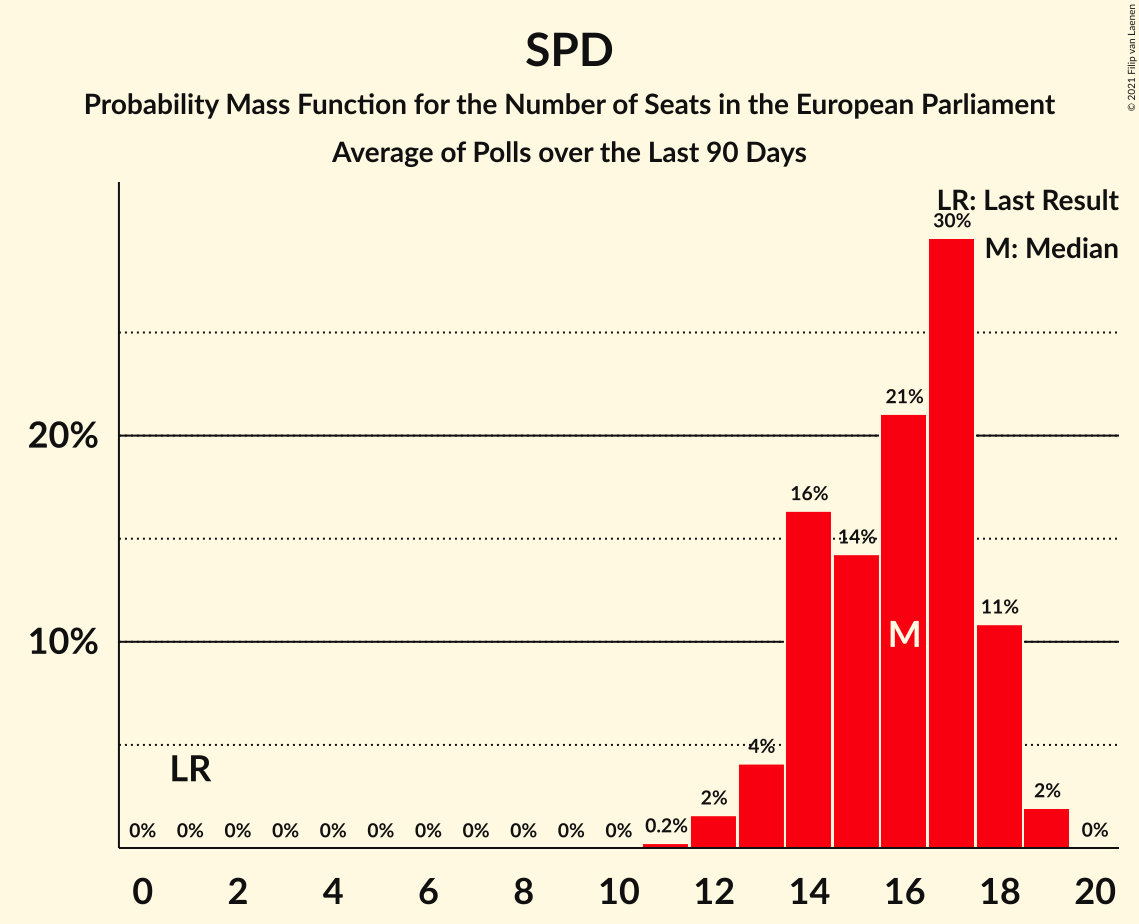 SPD
Probability Mass Function for the Number of Seats in the European Parliament
Average of Polls over the Last 90 Days
© 2021 Filip van Laenen
LR: Last Result
M: Median
30%
21%
20%
16%
14%
11%
10%
M
4%
LR
2%
2%
0% 0% 0% 0% 0% 0% 0% 0% 0% 0% 0% 0.2% 0%
0 2 4 6 8 10 12 14 16 18 20